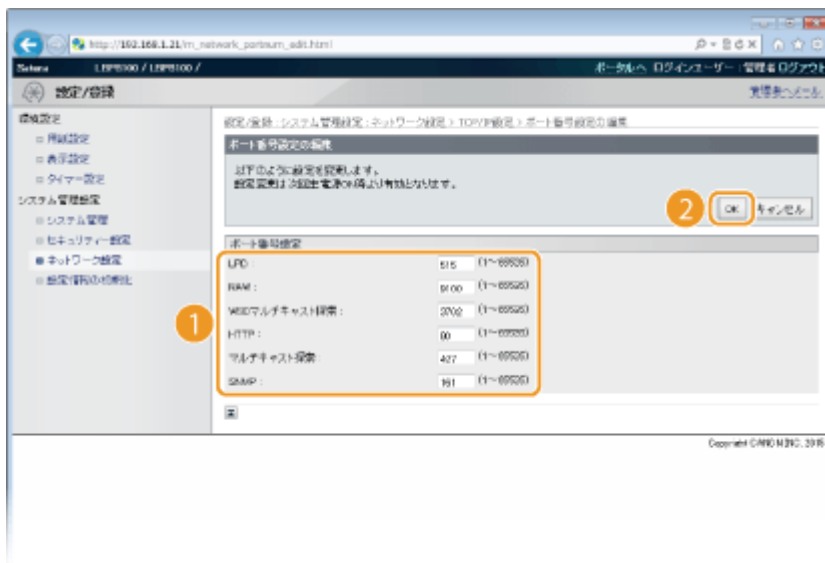 http://192.168.1.21/m_network_portnum_edit.html
Satera LBP8100 / LBP8100 / ポータルへ ログインユーザー: 管理者 ログアウト
設定/登録 管理者へメール
環境設定
用紙設定
表示設定
タイマー設定
システム管理設定
システム管理
セキュリティー設定
ネットワーク設定
設定情報の初期化
設定/登録 : システム管理設定 : ネットワーク設定 > TCP/IP設定 > ポート番号設定の編集
ポート番号設定の編集
以下のように設定を変更します。
設定変更は次回主電源ON時より有効となります。
2 OK キャンセル
ポート番号設定
1
LPD : 515 (1～65535)
RAW : 9100 (1～65535)
WSDマルチキャスト探索 : 3702 (1～65535)
HTTP : 80 (1～65535)
マルチキャスト探索 : 427 (1～65535)
SNMP : 161 (1～65535)
Copyright CANON INC. 2015